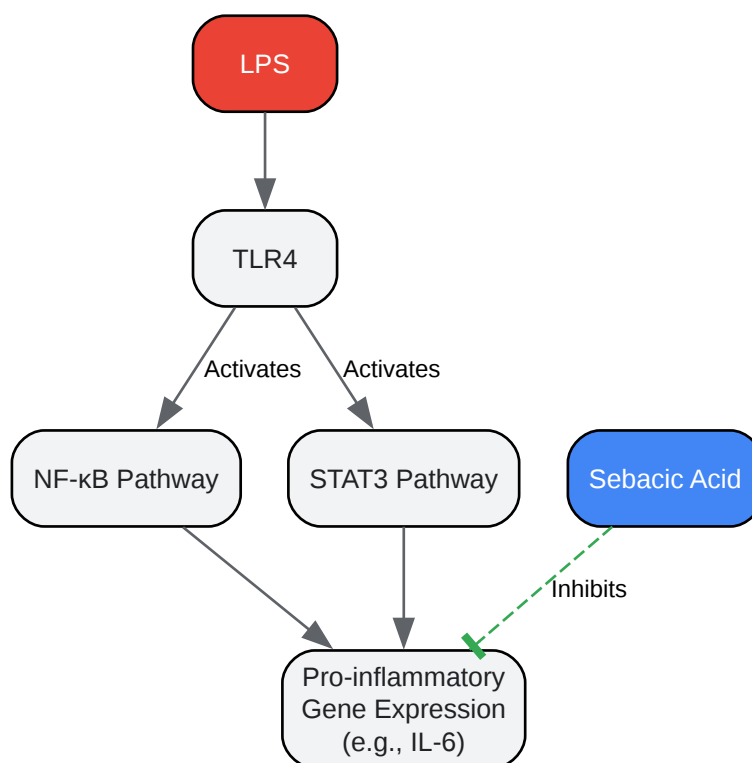 LPS
TLR4
Activates
Activates
NF-κB Pathway
STAT3 Pathway
Sebacic Acid
Inhibits
Pro-inflammatory
Gene Expression
(e.g., IL-6)